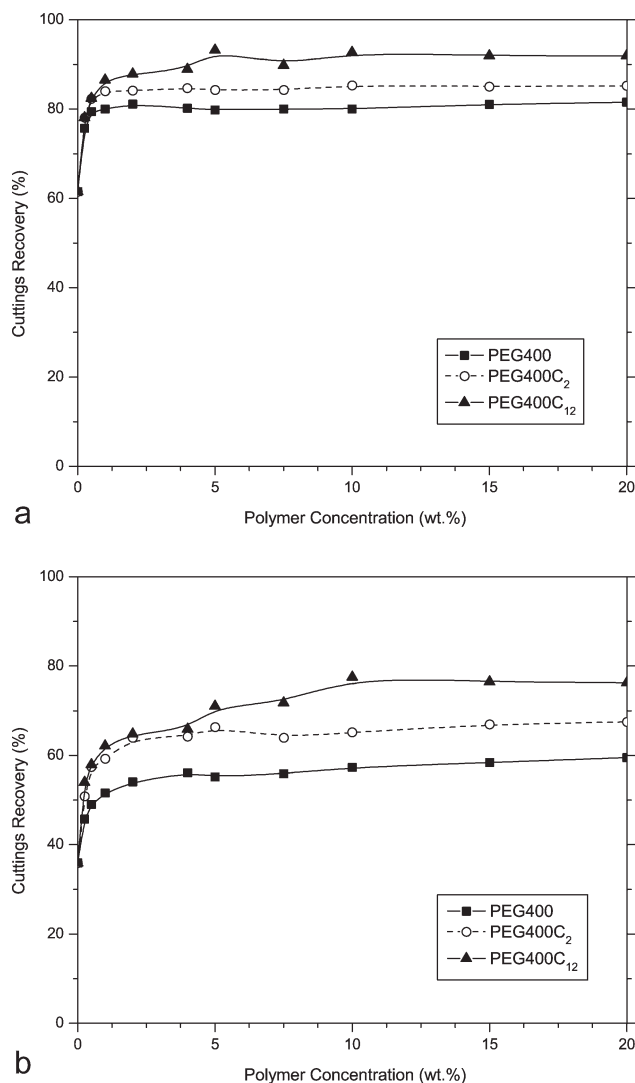 100
80
60
40
20
0
Cuttings Recovery (%)
PEG400
PEG400C₂
PEG400C₁₂
0 5 10 15 20
Polymer Concentration (wt.%)
a
100
80
60
40
20
0
Cuttings Recovery (%)
PEG400
PEG400C₂
PEG400C₁₂
0 5 10 15 20
Polymer Concentration (wt.%)
b